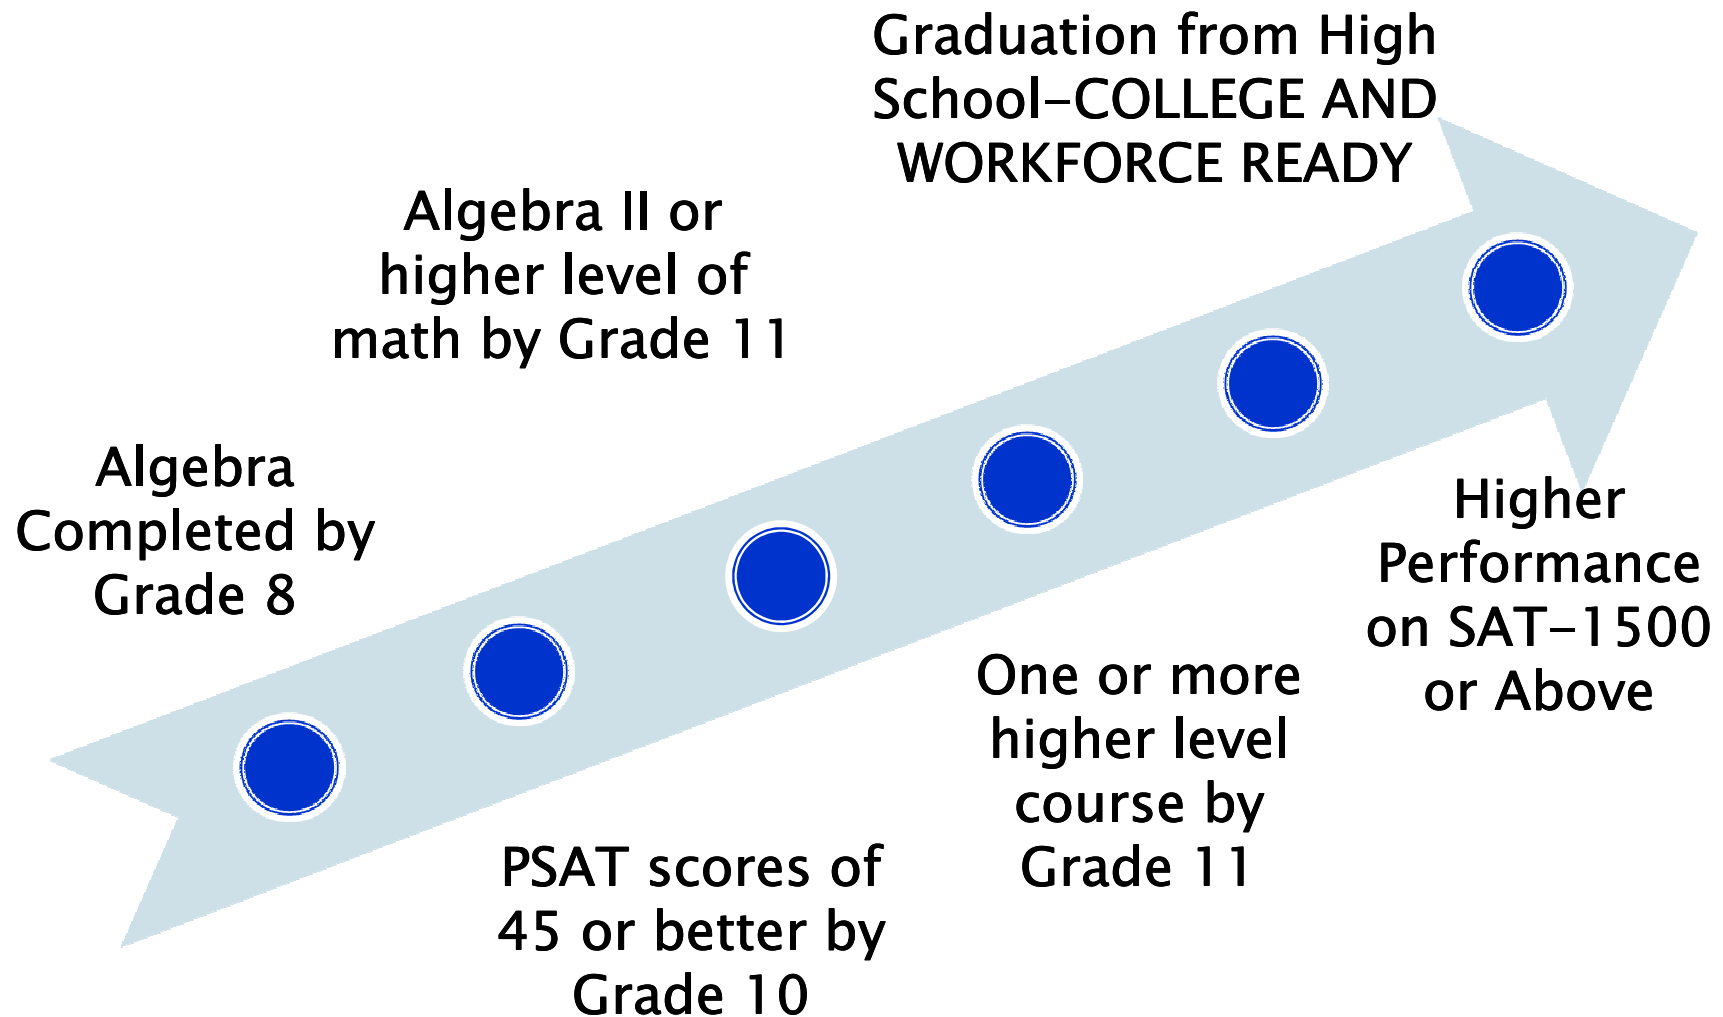 Algebra
Completed by
Grade 8
PSAT scores of
45 or better by
Grade 10
Algebra II or
higher level of
math by Grade 11
One or more
higher level
course by
Grade 11
Graduation from High
School–COLLEGE AND
WORKFORCE READY
Higher
Performance
on SAT–1500
or Above